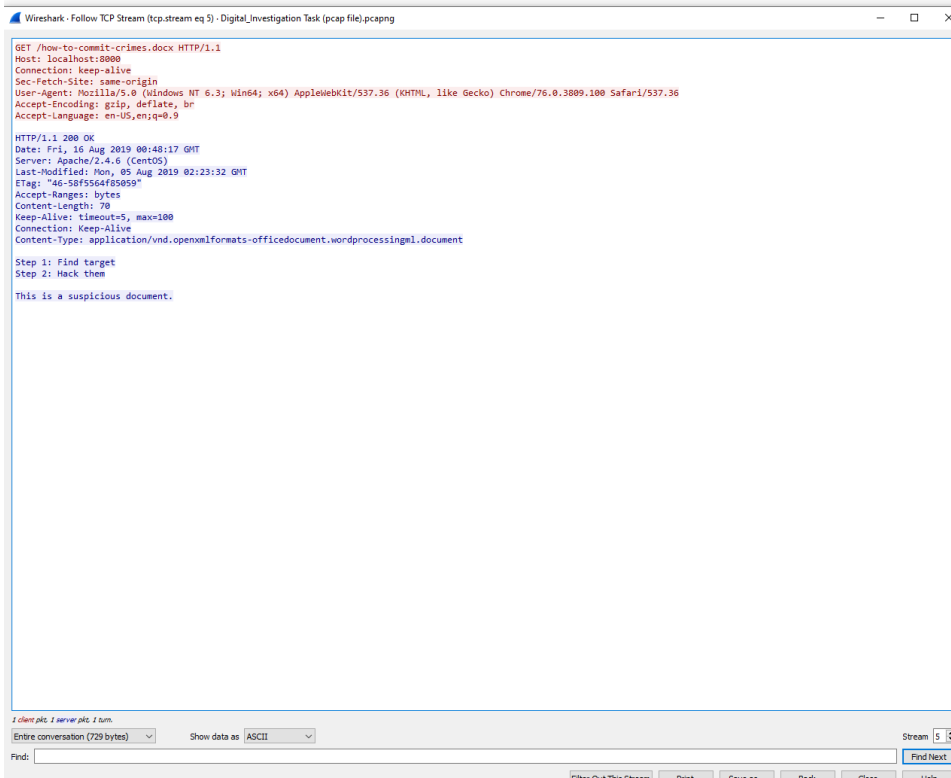 Wireshark · Follow TCP Stream (tcp.stream eq 5) · Digital_Investigation Task (pcap file).pcapng
GET /how-to-commit-crimes.docx HTTP/1.1
Host: localhost:8000
Connection: keep-alive
Sec-Fetch-Site: same-origin
User-Agent: Mozilla/5.0 (Windows NT 6.3; Win64; x64) AppleWebKit/537.36 (KHTML, like Gecko) Chrome/76.0.3809.100 Safari/537.36
Accept-Encoding: gzip, deflate, br
Accept-Language: en-US,en;q=0.9
HTTP/1.1 200 OK
Date: Fri, 16 Aug 2019 00:48:17 GMT
Server: Apache/2.4.6 (CentOS)
Last-Modified: Mon, 05 Aug 2019 02:23:32 GMT
ETag: "46-58f5564f85059"
Accept-Ranges: bytes
Content-Length: 70
Keep-Alive: timeout=5, max=100
Connection: Keep-Alive
Content-Type: application/vnd.openxmlformats-officedocument.wordprocessingml.document
Step 1: Find target
Step 2: Hack them
This is a suspicious document.
1 client pkt, 1 server pkt, 1 turn.
Entire conversation (729 bytes) Show data as ASCII Stream 5
Find: Find Next
Filter Out This Stream Print Save as... Back Close Help